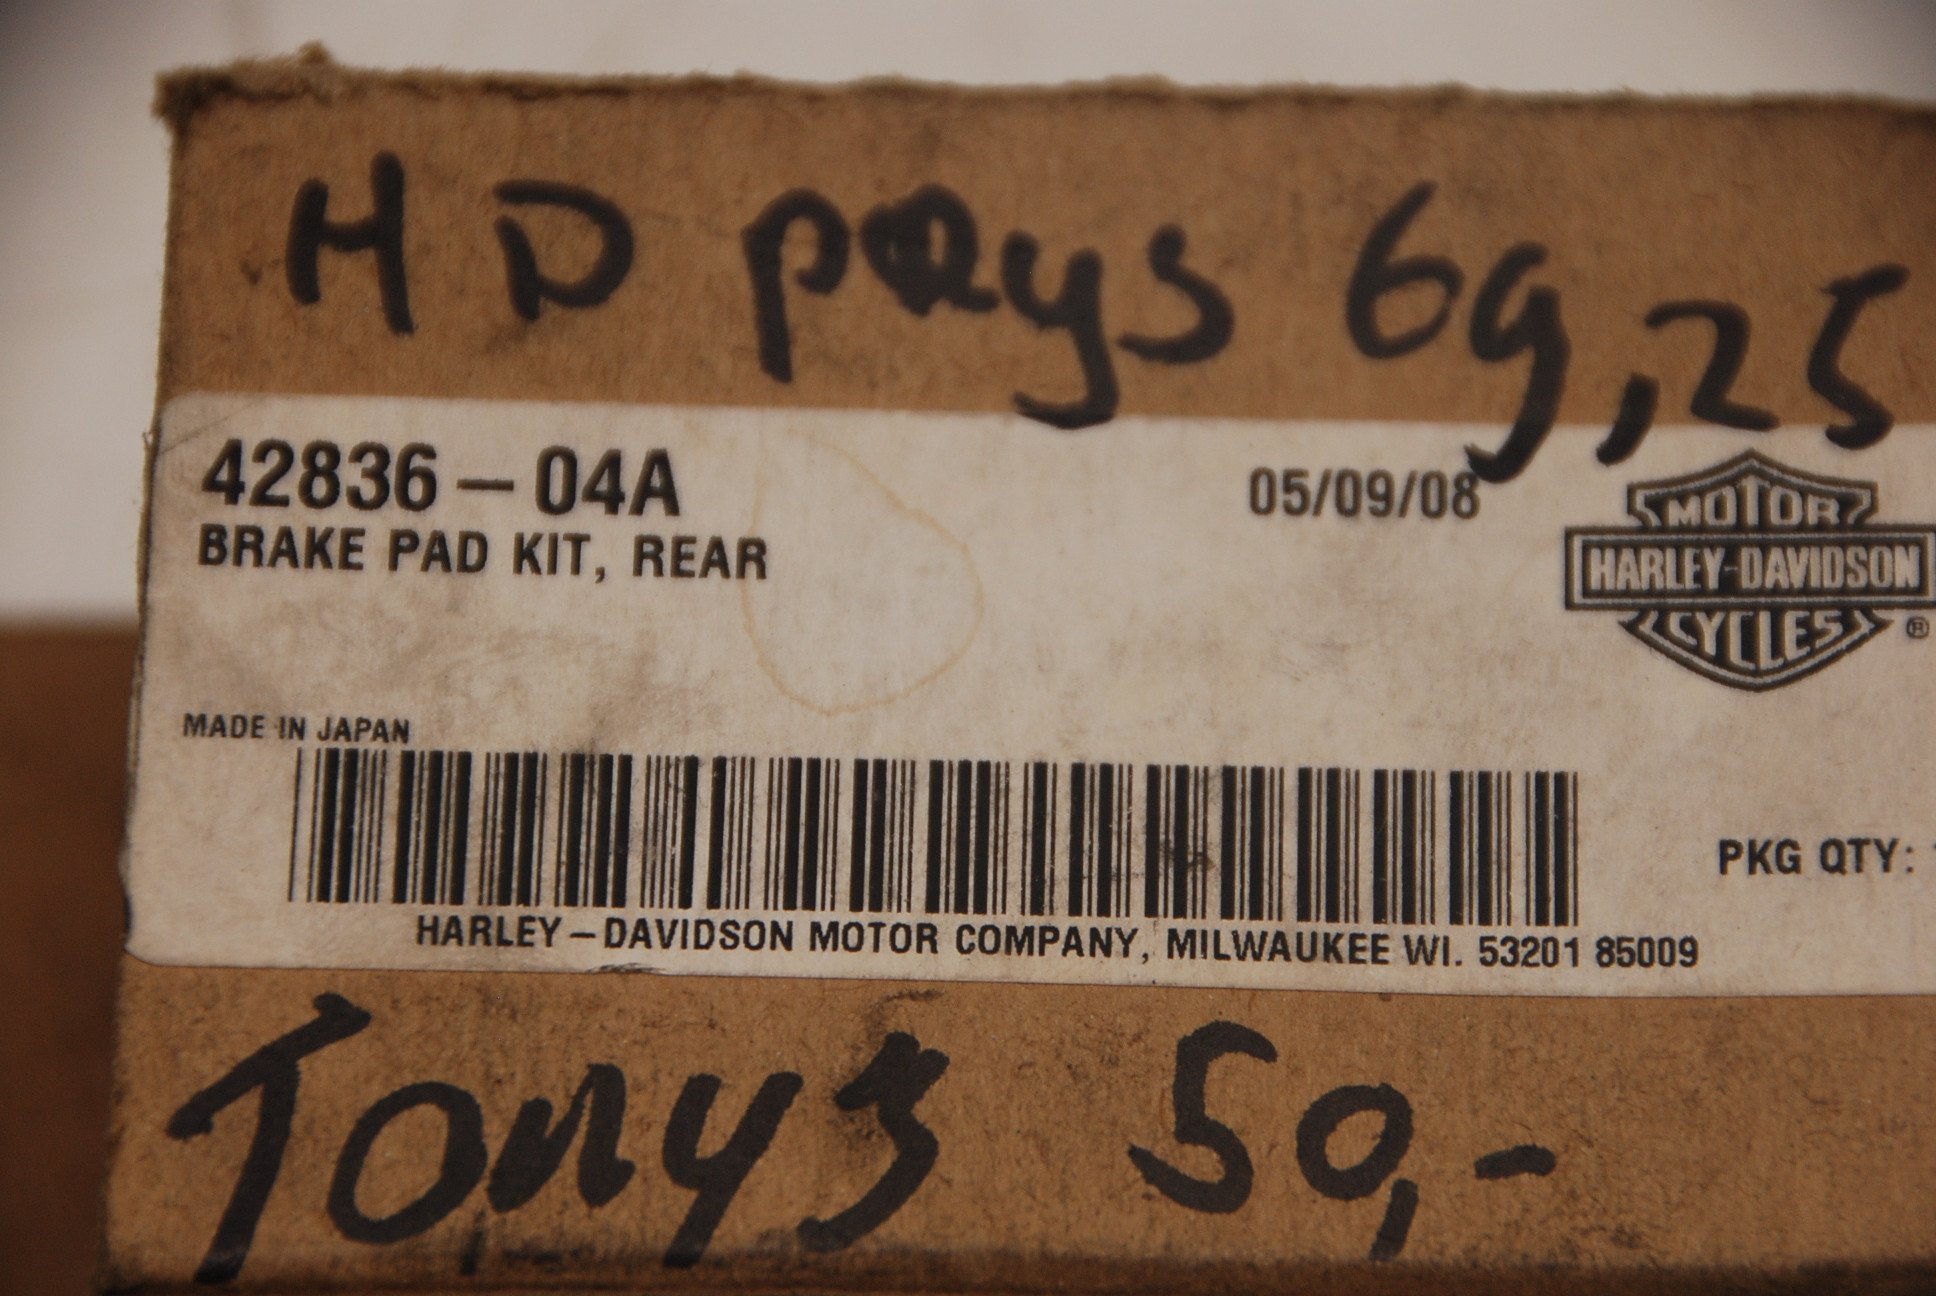 HD prys 69,25
42836-04A 05/09/08
BRAKE PAD KIT, REAR
MOTOR
HARLEY-DAVIDSON
CYCLES ®
MADE IN JAPAN
PKG QTY:
HARLEY-DAVIDSON MOTOR COMPANY, MILWAUKEE WI. 53201 85009
Tonys 50,-